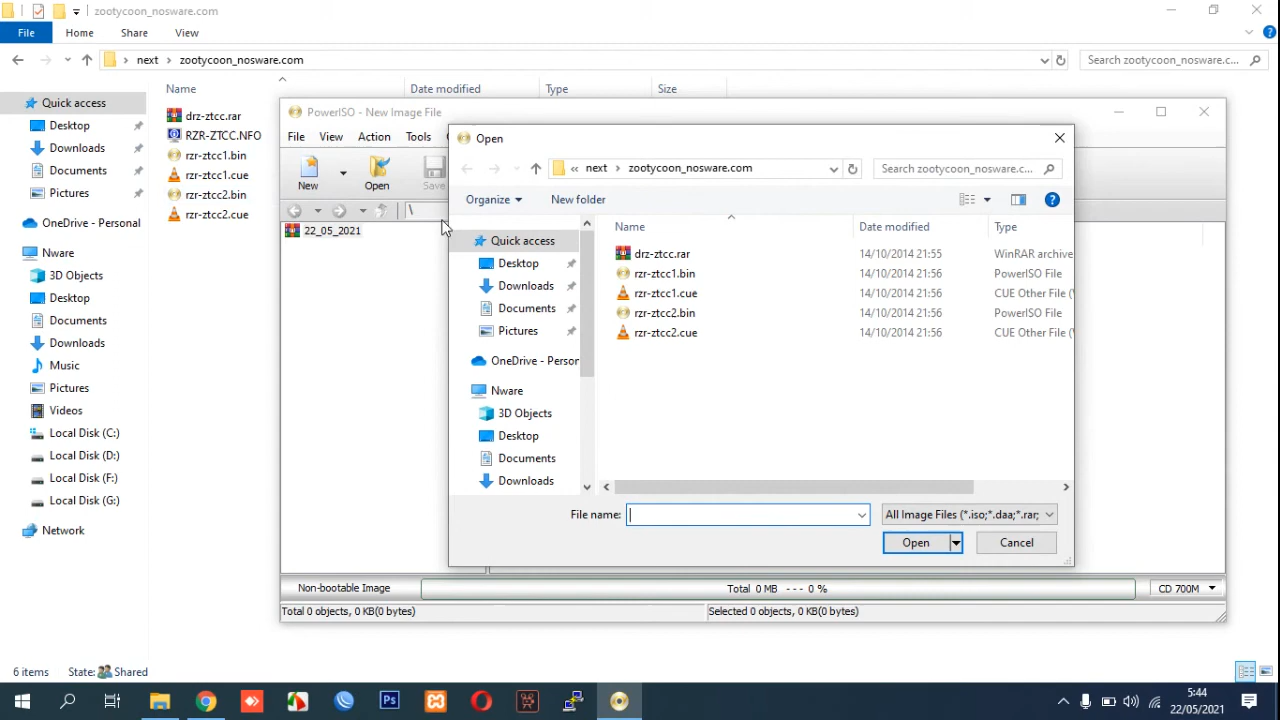 zootycoon_nosware.com
File Home Share View
next zootycoon_nosware.com
Search zootycoon_nosware.c...
Quick access
Desktop
Downloads
Documents
Pictures
OneDrive - Personal
Nware
3D Objects
Desktop
Documents
Downloads
Music
Pictures
Videos
Local Disk (C:)
Local Disk (D:)
Local Disk (F:)
Local Disk (G:)
Network
Name Date modified Type Size
drz-ztcc.rar
RZR-ZTCC.NFO
rzr-ztcc1.bin
rzr-ztcc1.cue
rzr-ztcc2.bin
rzr-ztcc2.cue
PowerISO - New Image File
File View Action Tools
New Open Save
\
22_05_2021
Open
« next zootycoon_nosware.com
Search zootycoon_nosware.com
Organize New folder
Quick access
Desktop
Downloads
Documents
Pictures
OneDrive - Person
Nware
3D Objects
Desktop
Documents
Downloads
Name Date modified Type
drz-ztcc.rar 14/10/2014 21:55 WinRAR archive
rzr-ztcc1.bin 14/10/2014 21:56 PowerISO File
rzr-ztcc1.cue 14/10/2014 21:56 CUE Other File (
rzr-ztcc2.bin 14/10/2014 21:56 PowerISO File
rzr-ztcc2.cue 14/10/2014 21:56 CUE Other File (
File name: All Image Files (*.iso;*.daa;*.rar;
Open Cancel
Non-bootable Image Total 0 MB --- 0 % CD 700M
Total 0 objects, 0 KB(0 bytes) Selected 0 objects, 0 KB(0 bytes)
6 items State: Shared
Ps
5:44
22/05/2021